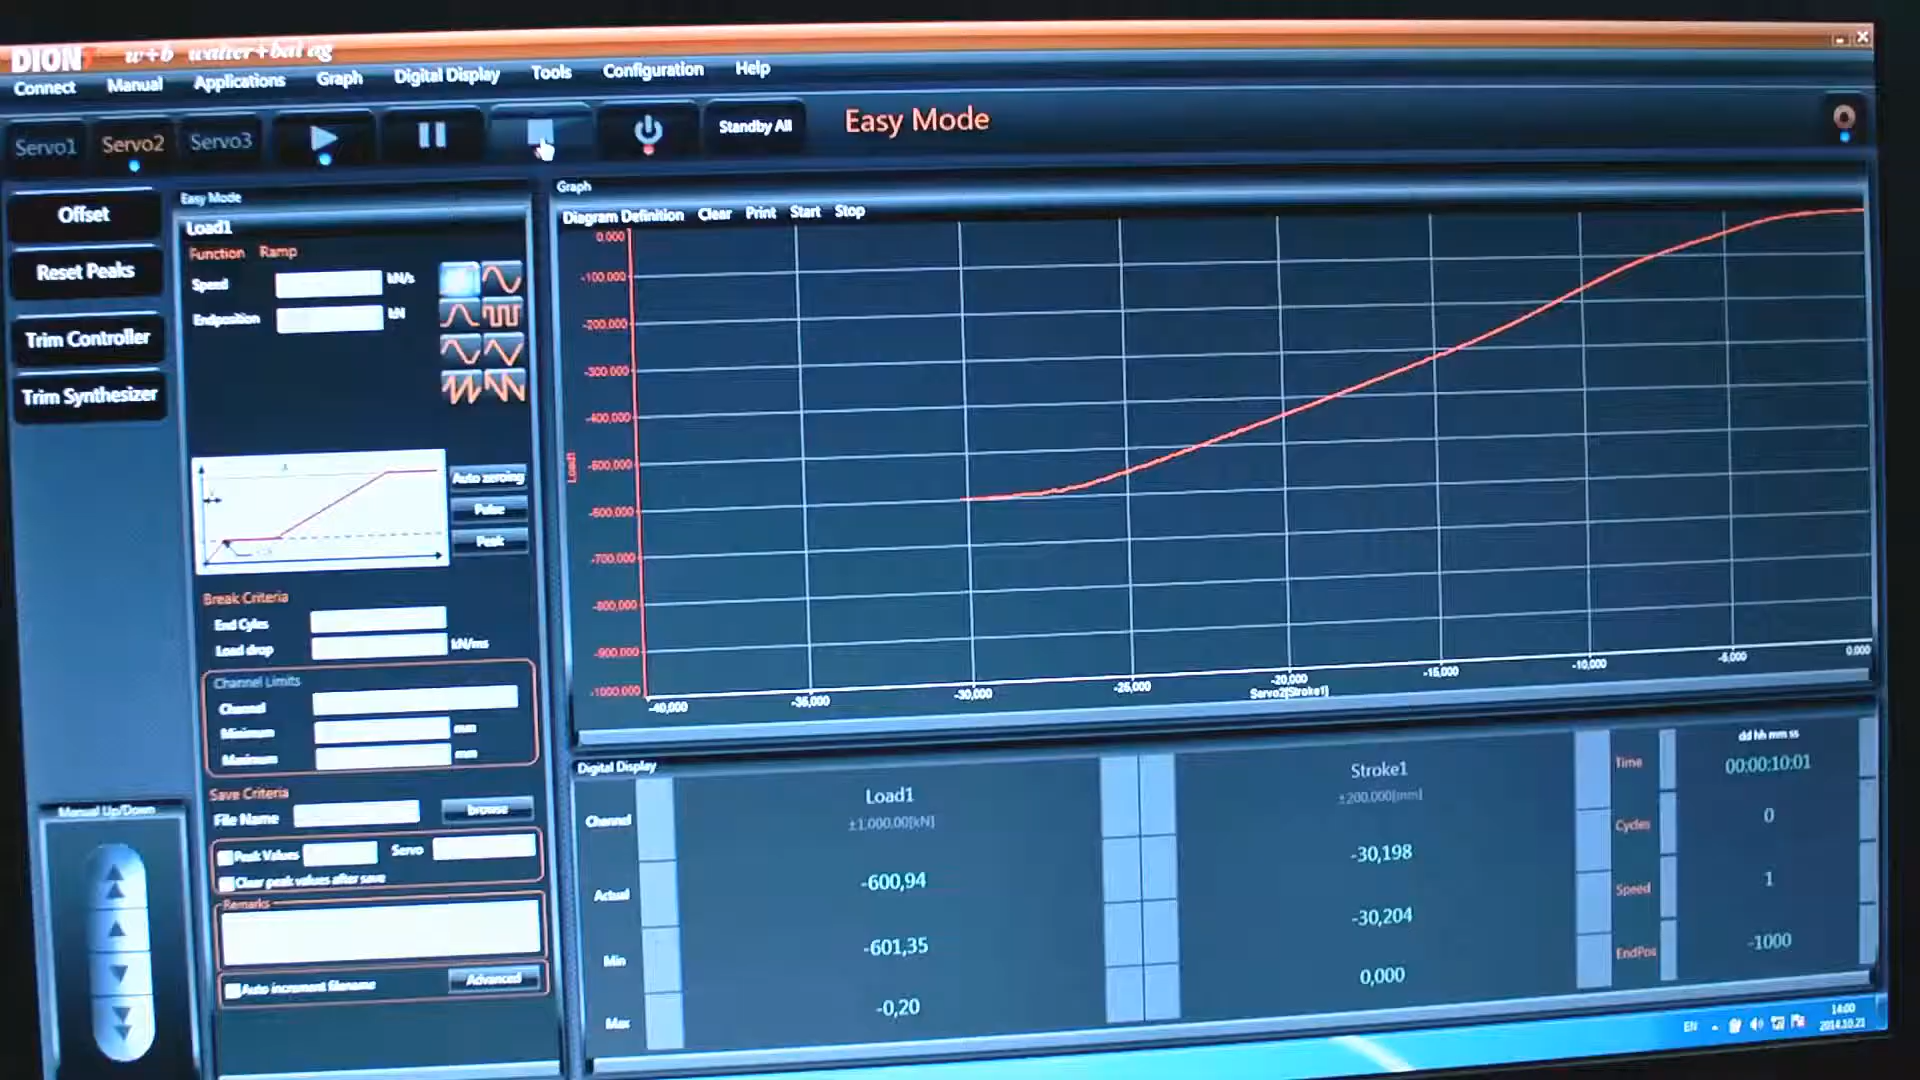 DION
w+b walter+bai ag
Connect Manual Applications Graph Digital Display Tools Configuration Help
Servo1 Servo2 Servo3 Standby All Easy Mode
Offset
Reset Peaks
Trim Controller
Trim Synthesizer
Manual Up/Down
Easy Mode
Load1
Function Ramp
Speed kN/s
Endposition kN
Auto zeroing
Pulse
Peak
Break Criteria
End Cyles
Load drop kN/ms
Channel Limits
Channel
Minimum mm
Maximum mm
Save Criteria
File Name browse
Peak Values Servo
Clear peak values after save
Remarks
Auto increment filename Advanced
Graph
Diagram Definition Clear Print Start Stop
0.000
-100.000
-200.000
-300.000
-400.000
-500.000
-600.000
-700.000
-800.000
-900.000
-1000.000
Load1
-40,000 -35,000 -30,000 -25,000 -20,000 -15,000 -10,000 -5,000 0.000
Servo2[Stroke1]
Digital Display
Channel Load1 Stroke1
±1.000.00[kN] ±200.000[mm]
Actual -600,94 -30,198
Min -601,35 -30,204
Max -0,20 0,000
dd hh mm ss
Time 00:00:10:01
Cycles 0
Speed 1
EndPos -1000
EN 14:00
2014.10.21